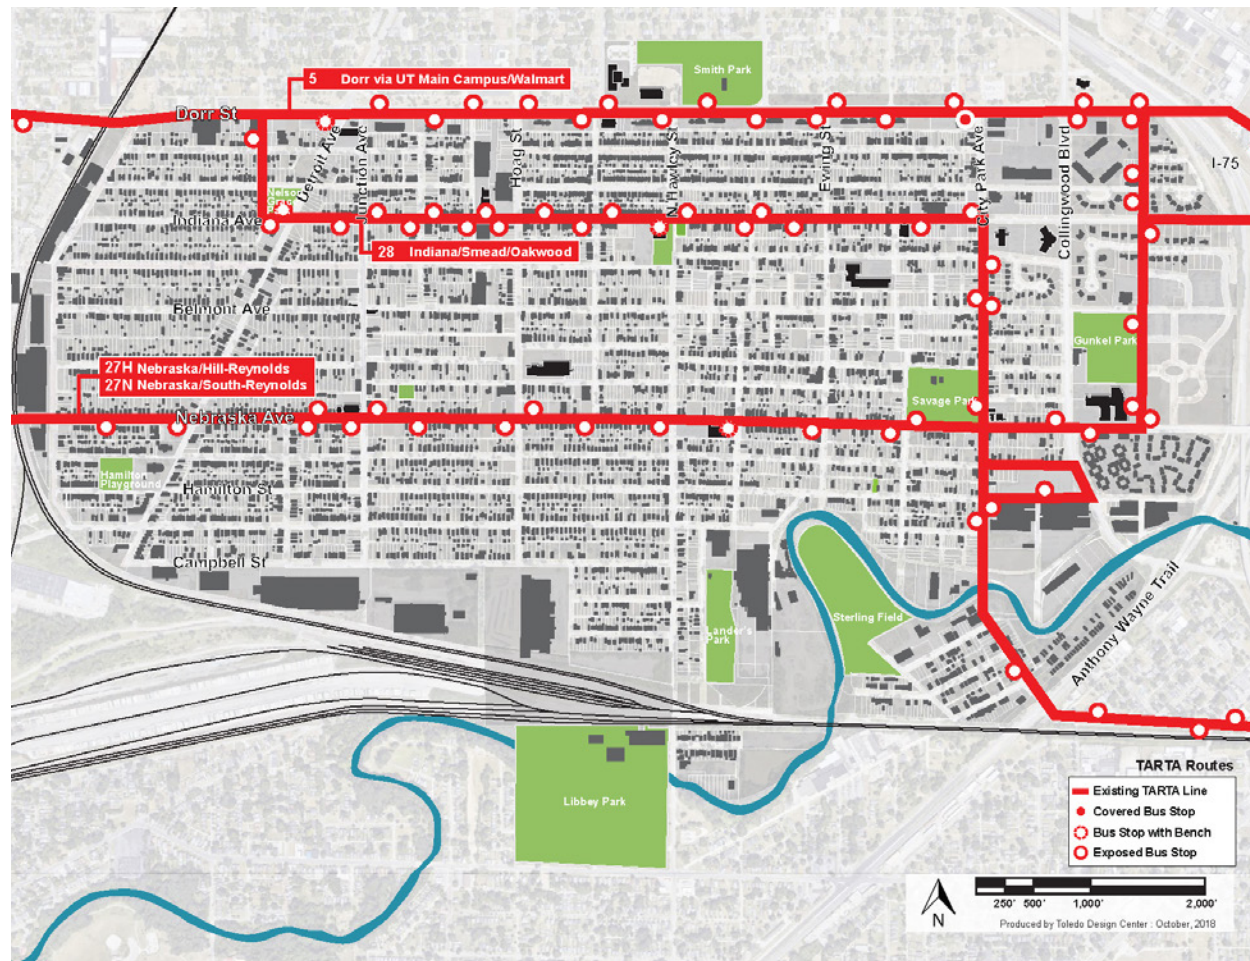 Smith Park
5 Dorr via UT Main Campus/Walmart
Dorr St
Detroit Ave
Junction Ave
Hoag St
N Hawley St
Ewing St
City Park Ave
Collingwood Blvd
I-75
Nelson
Indiana Ave
28 Indiana/Smead/Oakwood
Belmont Ave
Gunkel Park
27H Nebraska/Hill-Reynolds
27N Nebraska/South-Reynolds
Savage Park
Nebraska Ave
Hamilton
Playground
Hamilton St
Campbell St
Sterling Field
Lander's
Park
Anthony Wayne Trail
Libbey Park
TARTA Routes
Existing TARTA Line
Covered Bus Stop
Bus Stop with Bench
Exposed Bus Stop
N
250' 500' 1,000' 2,000'
Produced by Toledo Design Center : October, 2018